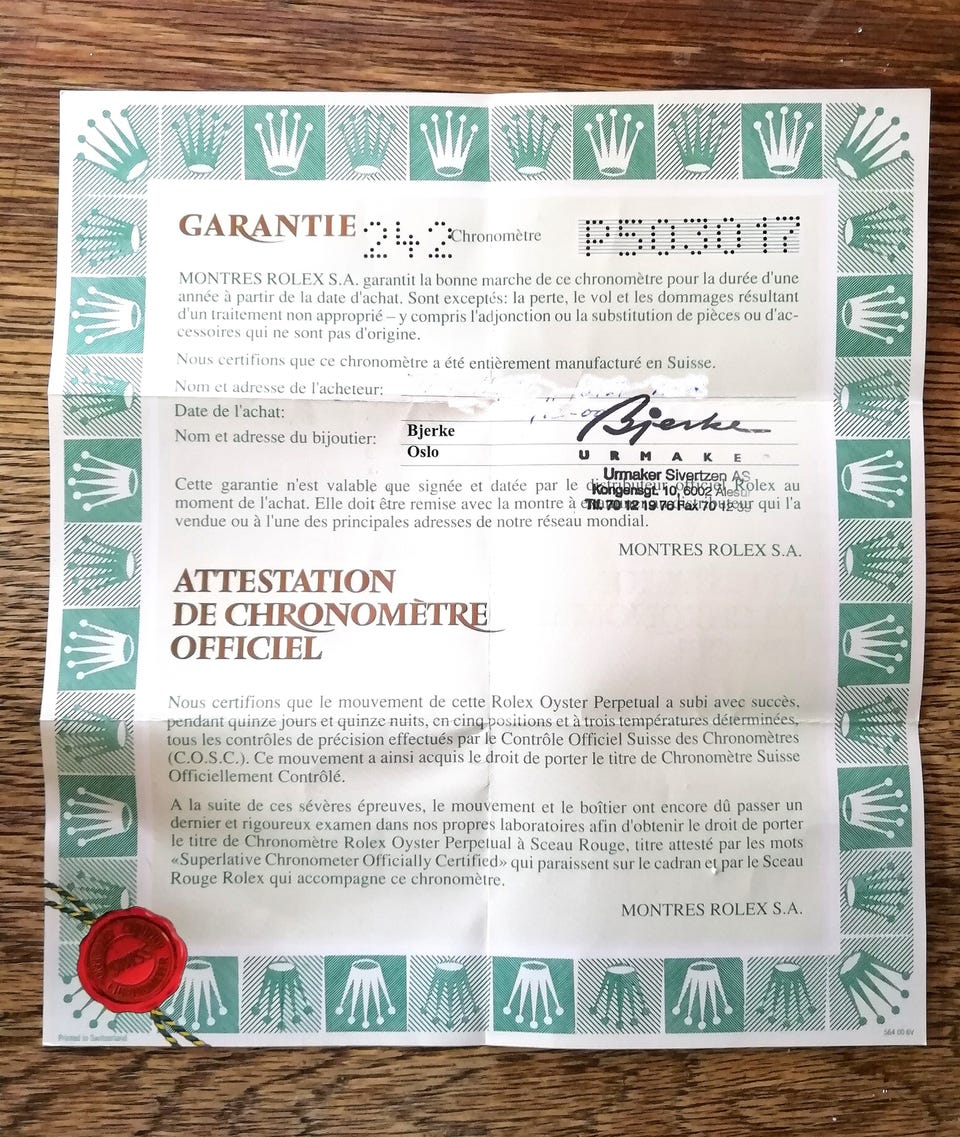 GARANTIE 242 Chronomètre P503017
MONTRES ROLEX S.A. garantit la bonne marche de ce chronomètre pour la durée d'une
année à partir de la date d'achat. Sont exceptés: la perte, le vol et les dommages résultant
d'un traitement non approprié – y compris l'adjonction ou la substitution de pièces ou d'ac-
cessoires qui ne sont pas d'origine.
Nous certifions que ce chronomètre a été entièrement manufacturé en Suisse.
Nom et adresse de l'acheteur:
Date de l'achat:
Nom et adresse du bijoutier:
Bjerke
Oslo
Bjerke
URMAKE
Urmaker Sivertzen AS
Kongensgt. 10, 6002 Ålesu
Tlf. 70 12 19 76 Fax 70 12
Cette garantie n'est valable que signée et datée par le distributeur officiel Rolex au
moment de l'achat. Elle doit être remise avec la montre à distributeur qui l'a
vendue ou à l'une des principales adresses de notre réseau mondial.
MONTRES ROLEX S.A.
ATTESTATION
DE CHRONOMÈTRE
OFFICIEL
Nous certifions que le mouvement de cette Rolex Oyster Perpetual a subi avec succès,
pendant quinze jours et quinze nuits, en cinq positions et à trois températures déterminées,
tous les contrôles de précision effectués par le Contrôle Officiel Suisse des Chronomètres
(C.O.S.C.). Ce mouvement a ainsi acquis le droit de porter le titre de Chronomètre Suisse
Officiellement Contrôlé.
A la suite de ces sévères épreuves, le mouvement et le boîtier ont encore dû passer un
dernier et rigoureux examen dans nos propres laboratoires afin d'obtenir le droit de porter
le titre de Chronomètre Rolex Oyster Perpetual à Sceau Rouge, titre attesté par les mots
«Superlative Chronometer Officially Certified» qui paraissent sur le cadran et par le Sceau
Rouge Rolex qui accompagne ce chronomètre.
MONTRES ROLEX S.A.
SWISS
Printed in Switzerland
564.00 6V